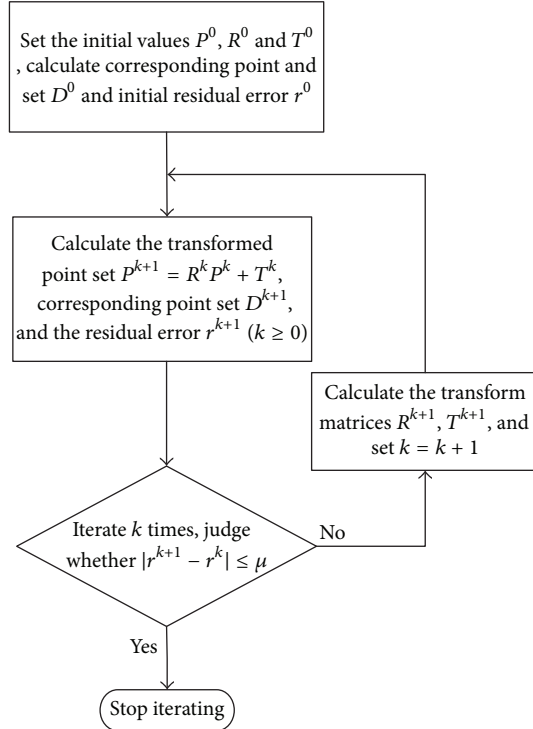 Set the initial values P^0, R^0 and T^0
, calculate corresponding point and
set D^0 and initial residual error r^0
Calculate the transformed
point set P^{k+1} = R^k P^k + T^k,
corresponding point set D^{k+1},
and the residual error r^{k+1} (k ≥ 0)
Calculate the transform
matrices R^{k+1}, T^{k+1}, and
set k = k + 1
Iterate k times, judge
whether |r^{k+1} − r^k| ≤ μ
No
Yes
Stop iterating